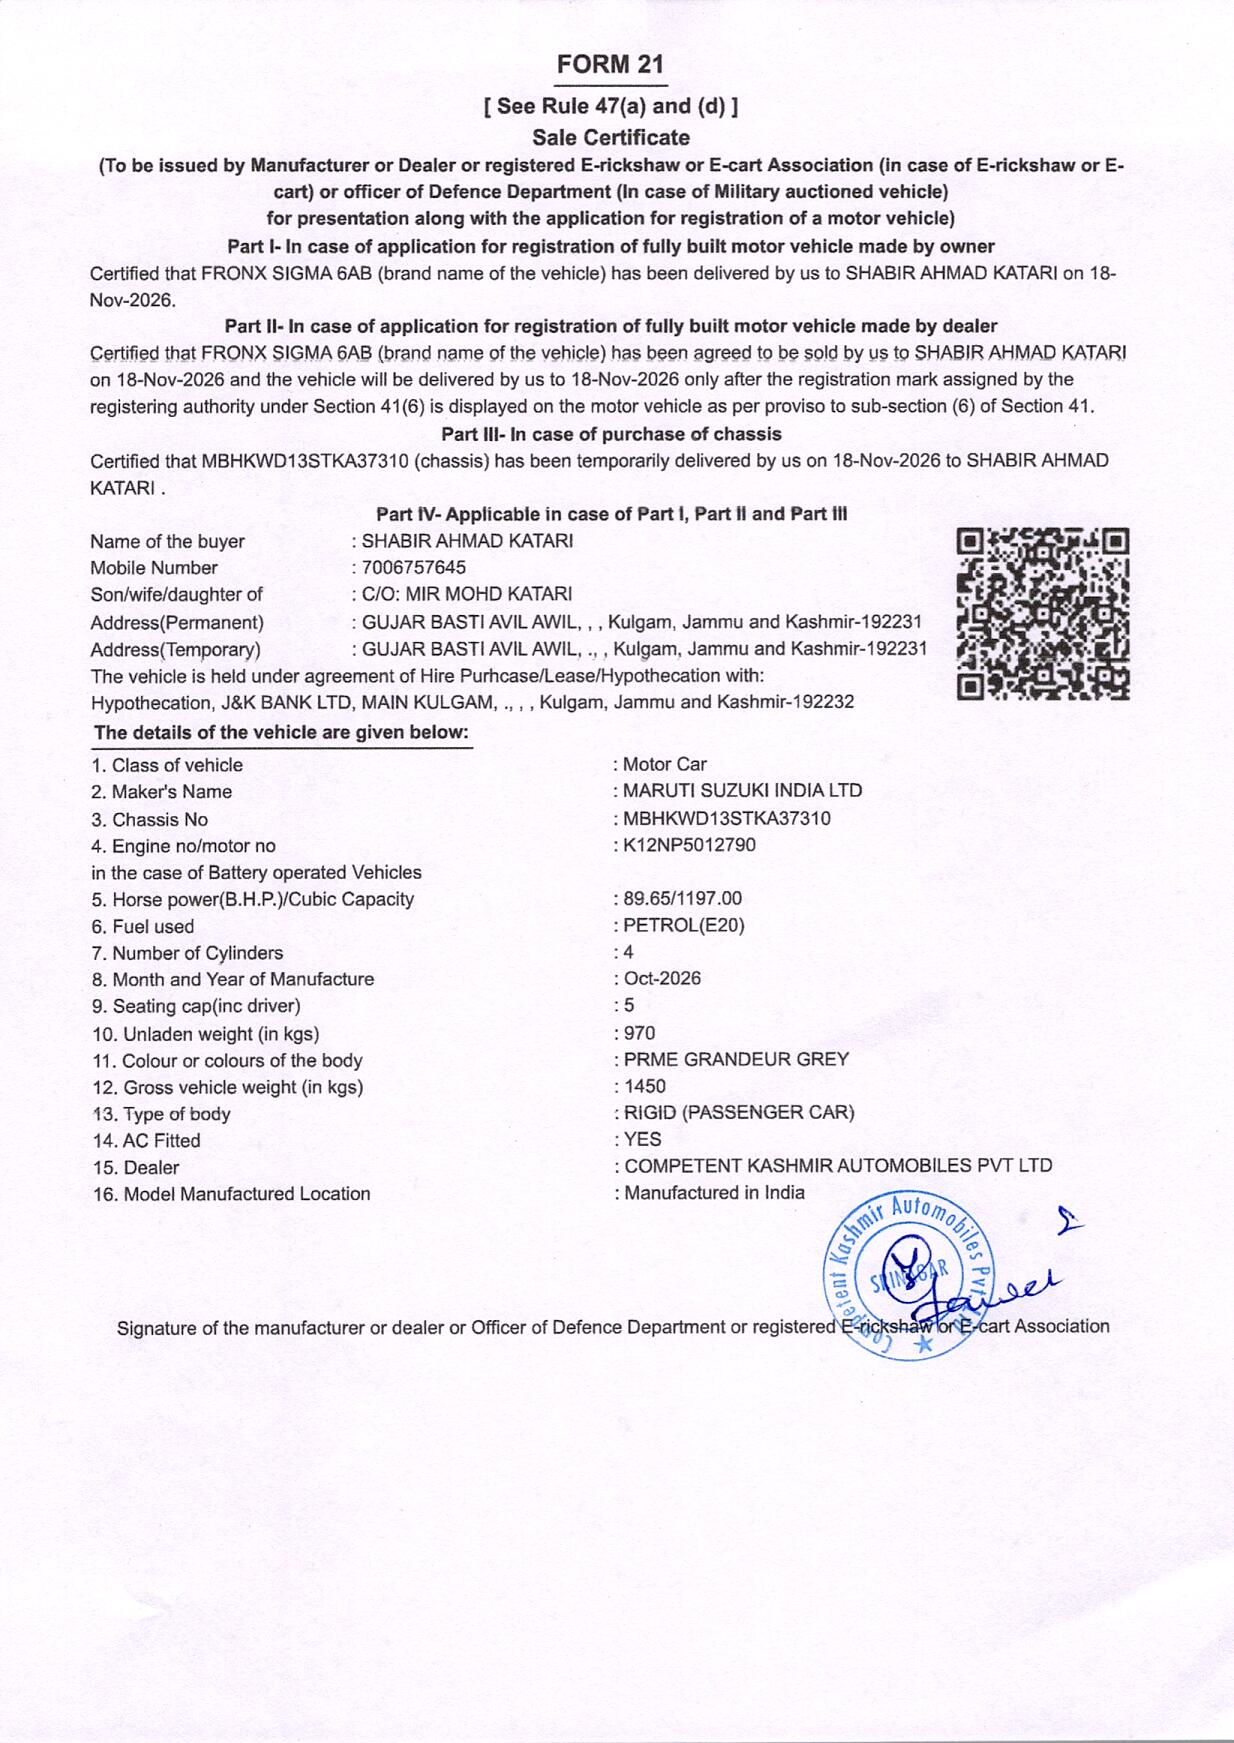 FORM 21
[ See Rule 47(a) and (d) ]
Sale Certificate
(To be issued by Manufacturer or Dealer or registered E-rickshaw or E-cart Association (in case of E-rickshaw or E-
cart) or officer of Defence Department (In case of Military auctioned vehicle)
for presentation along with the application for registration of a motor vehicle)
Part I- In case of application for registration of fully built motor vehicle made by owner
Certified that FRONX SIGMA 6AB (brand name of the vehicle) has been delivered by us to SHABIR AHMAD KATARI on 18-
Nov-2026.
Part II- In case of application for registration of fully built motor vehicle made by dealer
Certified that FRONX SIGMA 6AB (brand name of the vehicle) has been agreed to be sold by us to SHABIR AHMAD KATARI
on 18-Nov-2026 and the vehicle will be delivered by us to 18-Nov-2026 only after the registration mark assigned by the
registering authority under Section 41(6) is displayed on the motor vehicle as per proviso to sub-section (6) of Section 41.
Part III- In case of purchase of chassis
Certified that MBHKWD13STKA37310 (chassis) has been temporarily delivered by us on 18-Nov-2026 to SHABIR AHMAD
KATARI .
Part IV- Applicable in case of Part I, Part II and Part III
Name of the buyer : SHABIR AHMAD KATARI
Mobile Number : 7006757645
Son/wife/daughter of : C/O: MIR MOHD KATARI
Address(Permanent) : GUJAR BASTI AVIL AWIL, , , Kulgam, Jammu and Kashmir-192231
Address(Temporary) : GUJAR BASTI AVIL AWIL, ., , Kulgam, Jammu and Kashmir-192231
The vehicle is held under agreement of Hire Purhcase/Lease/Hypothecation with:
Hypothecation, J&K BANK LTD, MAIN KULGAM, ., , , Kulgam, Jammu and Kashmir-192232
The details of the vehicle are given below:
1. Class of vehicle : Motor Car
2. Maker's Name : MARUTI SUZUKI INDIA LTD
3. Chassis No : MBHKWD13STKA37310
4. Engine no/motor no : K12NP5012790
in the case of Battery operated Vehicles
5. Horse power(B.H.P.)/Cubic Capacity : 89.65/1197.00
6. Fuel used : PETROL(E20)
7. Number of Cylinders : 4
8. Month and Year of Manufacture : Oct-2026
9. Seating cap(inc driver) : 5
10. Unladen weight (in kgs) : 970
11. Colour or colours of the body : PRME GRANDEUR GREY
12. Gross vehicle weight (in kgs) : 1450
13. Type of body : RIGID (PASSENGER CAR)
14. AC Fitted : YES
15. Dealer : COMPETENT KASHMIR AUTOMOBILES PVT LTD
16. Model Manufactured Location : Manufactured in India
Competent Kashmir Automobiles Pvt. Ltd.
SRINAGAR
Signature of the manufacturer or dealer or Officer of Defence Department or registered E-rickshaw or E-cart Association